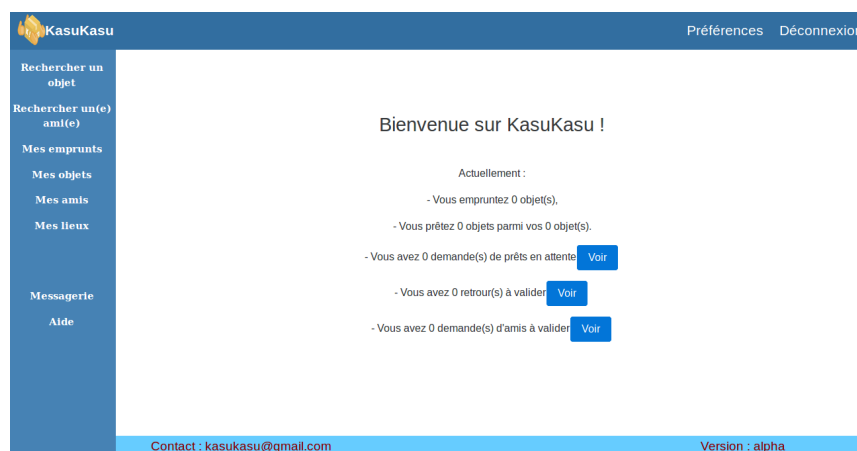 KasuKasu
Préférences
Déconnexion
Rechercher un
objet
Rechercher un(e)
ami(e)
Mes emprunts
Mes objets
Mes amis
Mes lieux
Messagerie
Aide
Bienvenue sur KasuKasu !
Actuellement :
- Vous empruntez 0 objet(s),
- Vous prêtez 0 objets parmi vos 0 objet(s).
- Vous avez 0 demande(s) de prêts en attente Voir
- Vous avez 0 retour(s) à valider Voir
- Vous avez 0 demande(s) d'amis à valider Voir
Contact : kasukasu@gmail.com
Version : alpha